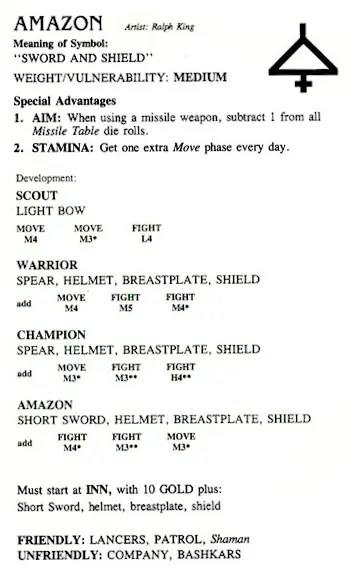 AMAZON Artist: Ralph King
Meaning of Symbol:
"SWORD AND SHIELD"
WEIGHT/VULNERABILITY: MEDIUM
Special Advantages
1. AIM: When using a missile weapon, subtract 1 from all
Missile Table die rolls.
2. STAMINA: Get one extra Move phase every day.
Development:
SCOUT
LIGHT BOW
MOVE MOVE FIGHT
M4 M3* L4
WARRIOR
SPEAR, HELMET, BREASTPLATE, SHIELD
add MOVE FIGHT FIGHT
M4 M5 M4*
CHAMPION
SPEAR, HELMET, BREASTPLATE, SHIELD
add MOVE FIGHT FIGHT
M3* M3** H4**
AMAZON
SHORT SWORD, HELMET, BREASTPLATE, SHIELD
add FIGHT FIGHT MOVE
M4* M3** M3*
Must start at INN, with 10 GOLD plus:
Short Sword, helmet, breastplate, shield
FRIENDLY: LANCERS, PATROL, Shaman
UNFRIENDLY: COMPANY, BASHKARS